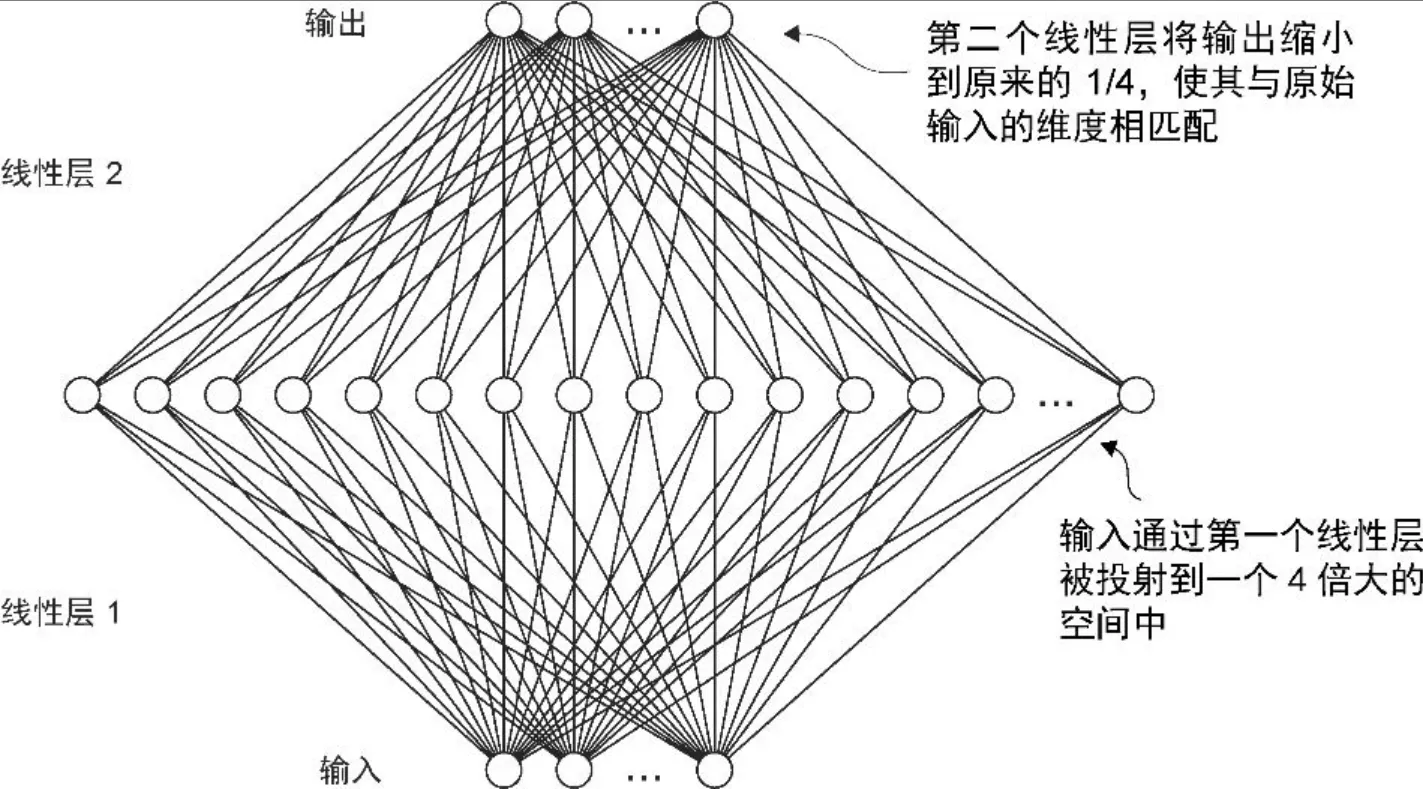 输出
...
第二个线性层将输出缩小
到原来的 1/4，使其与原始
输入的维度相匹配
线性层 2
...
输入通过第一个线性层
被投射到一个 4 倍大的
空间中
线性层 1
输入
...